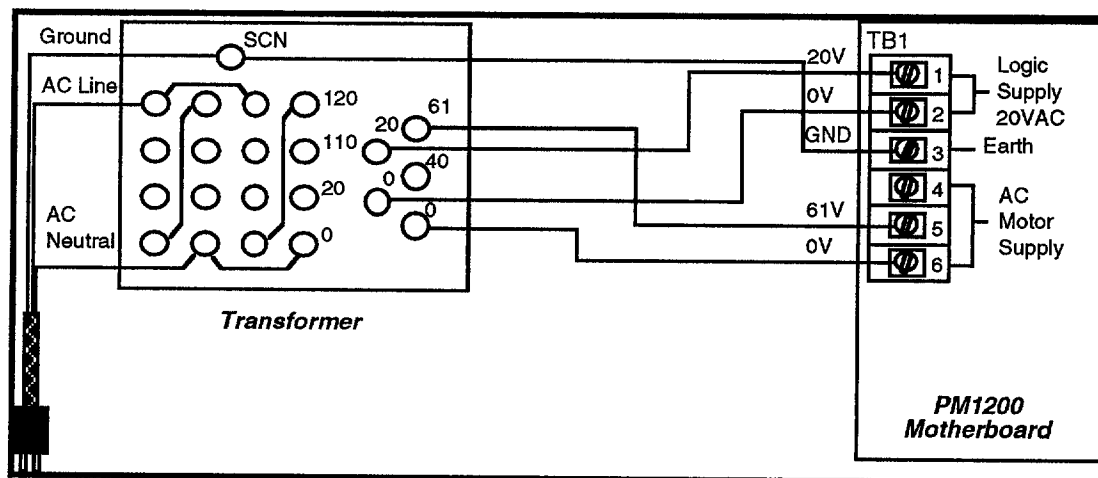 Ground
SCN
AC Line
120
61
20
110
40
0
20
0
AC
Neutral
0
Transformer
20V
0V
GND
61V
0V
TB1
1
2
3
4
5
6
Logic
Supply
20VAC
Earth
AC
Motor
Supply
PM1200
Motherboard